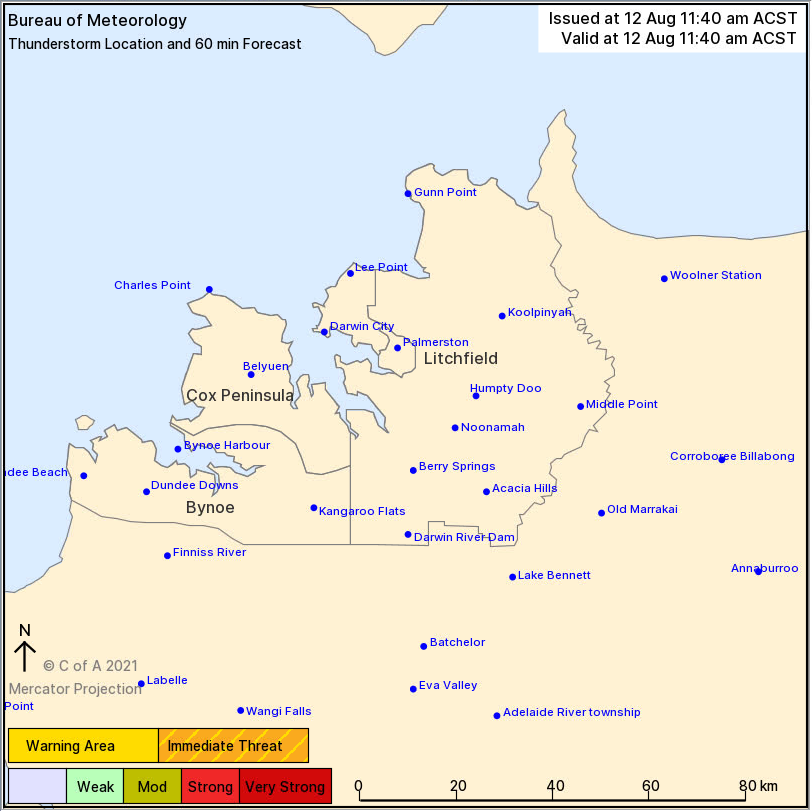 Bureau of Meteorology
Issued at 12 Aug 11:40 am ACST
Thunderstorm Location and 60 min Forecast
Valid at 12 Aug 11:40 am ACST
Gunn Point
Lee Point
Woolner Station
Charles Point
Koolpinyah
Darwin City
Palmerston
Litchfield
Belyuen
Cox Peninsula
Humpty Doo
Middle Point
Noonamah
Bynoe Harbour
Corroboree Billabong
dee Beach
Berry Springs
Dundee Downs
Acacia Hills
Bynoe
Kangaroo Flats
Old Marrakai
Darwin River Dam
Finniss River
Annaburroo
Lake Bennett
N
Batchelor
© C of A 2021
Labelle
Eva Valley
Mercator Projection
Point
Wangi Falls
Adelaide River township
Warning Area
Immediate Threat
Weak
Mod
Strong
Very Strong
0 20 40 60 80 km